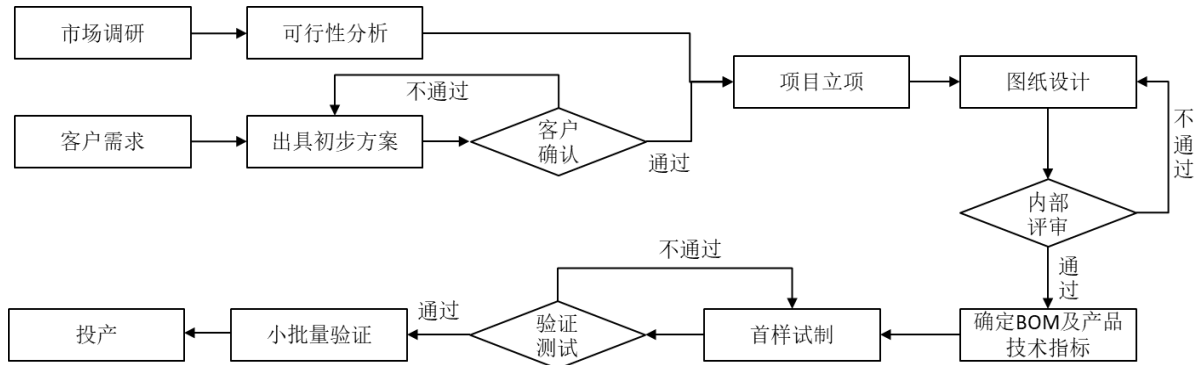 市场调研
可行性分析
项目立项
图纸设计
不通过
客户需求
出具初步方案
客户
确认
通过
不
通
过
内部
评审
不通过
通
过
投产
小批量验证
通过
验证
测试
首样试制
确定BOM及产品
技术指标